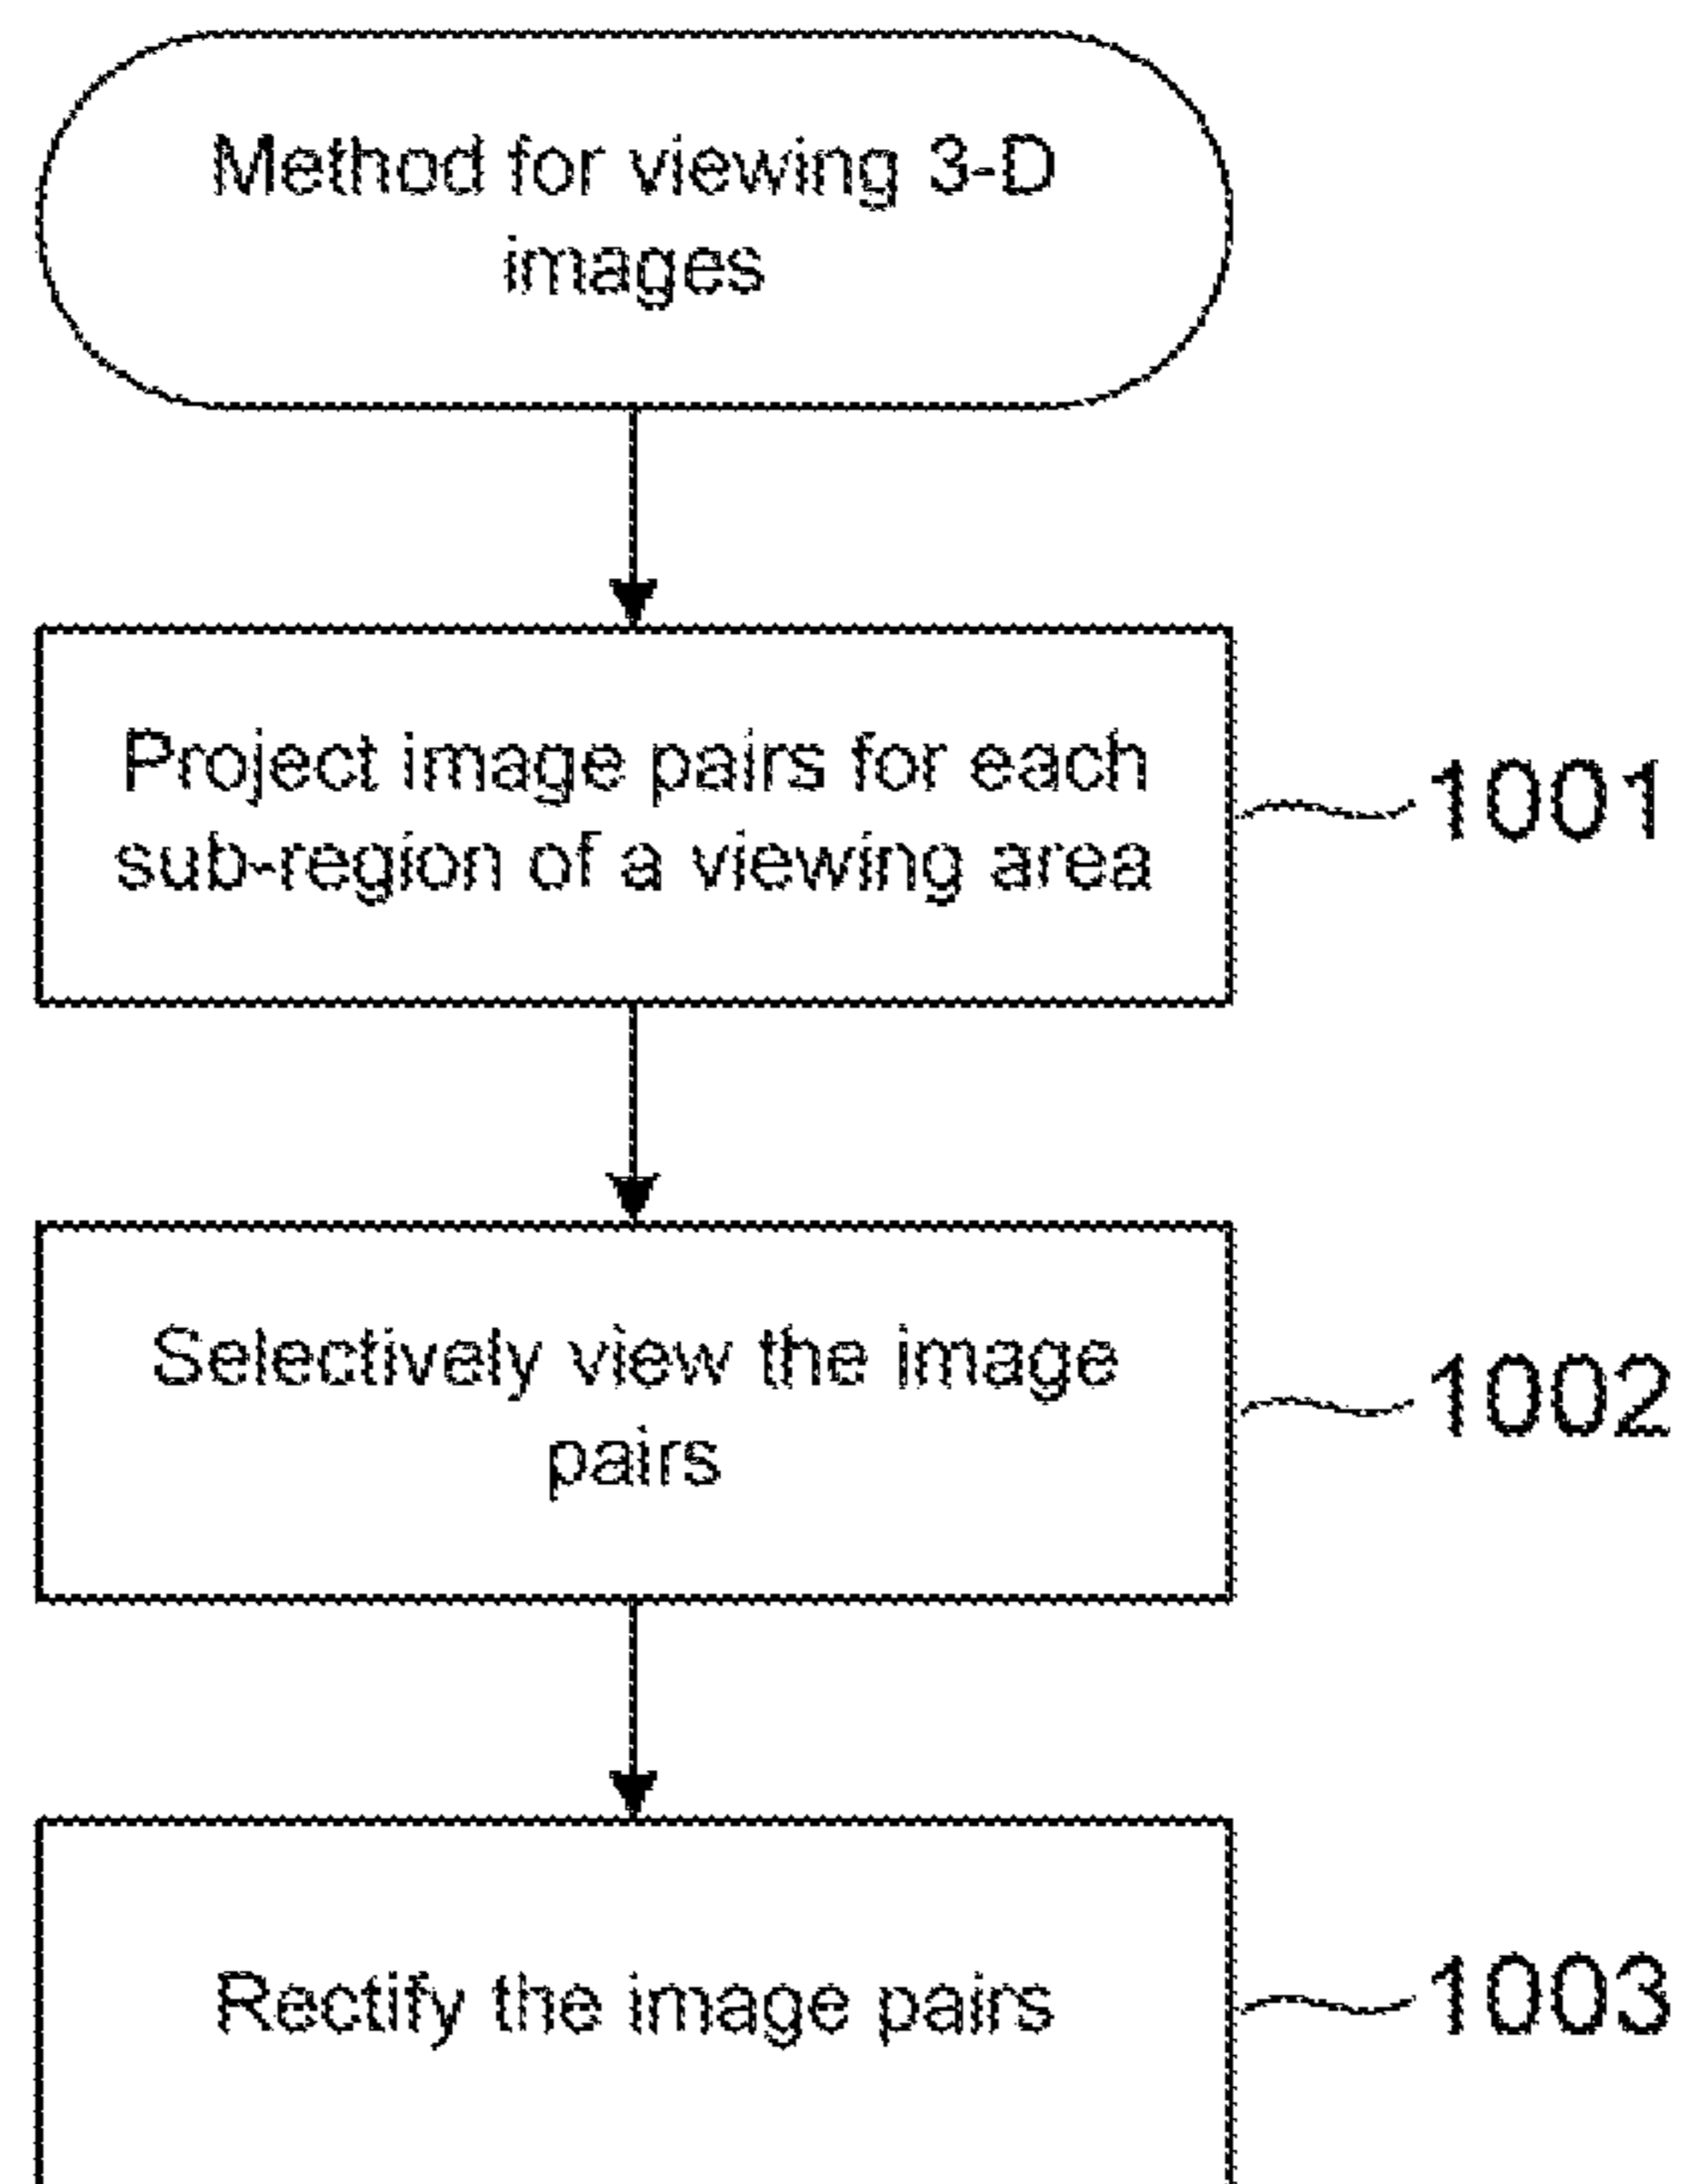 Method for viewing 3-D
images
Project image pairs for each
sub-region of a viewing area
1001
Selectively view the image
pairs
1002
Rectify the image pairs
1003